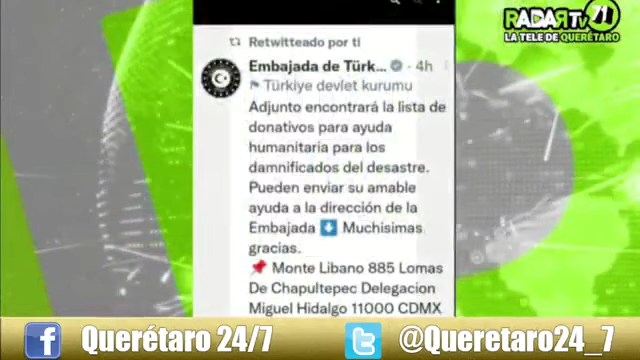 RADAR TV 71
LA TELE DE QUERÉTARO
Retwitteado por ti
Embajada de Türk... · 4h
Türkiye devlet kurumu
Adjunto encontrará la lista de
donativos para ayuda
humanitaria para los
damnificados del desastre.
Pueden enviar su amable
ayuda a la dirección de la
Embajada ⬇️ Muchisimas
gracias.
📌 Monte Libano 885 Lomas
De Chapultepec Delegacion
Miguel Hidalgo 11000 CDMX
Querétaro 24/7
@Queretaro24_7